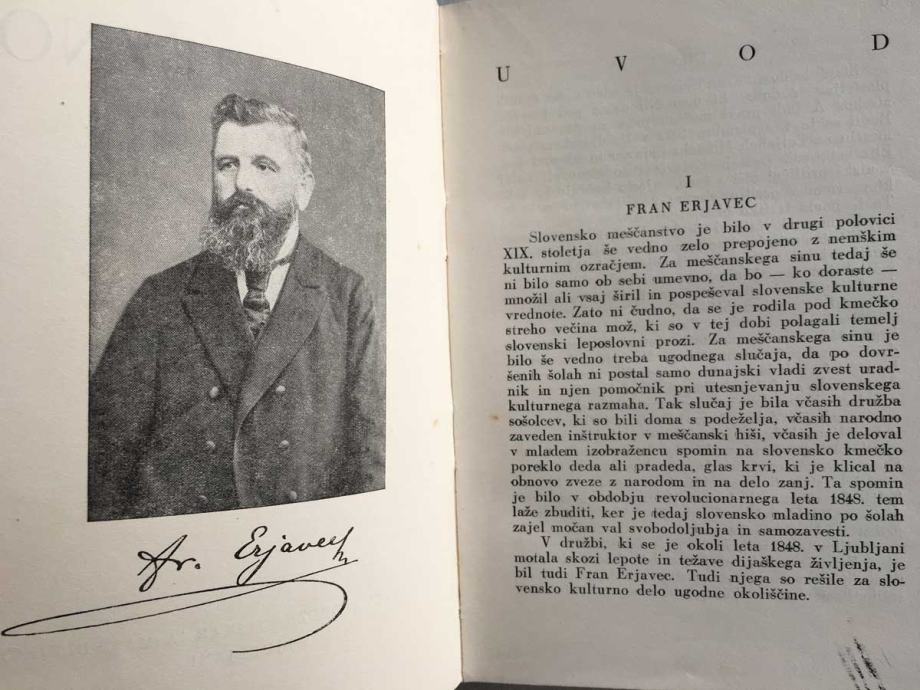 Fr. Erjavec
UVOD
I
FRAN ERJAVEC
Slovensko meščanstvo je bilo v drugi polovici
XIX. stoletja še vedno zelo prepojeno z nemškim
kulturnim ozračjem. Za meščanskega sinu tedaj še
ni bilo samo ob sebi umevno, da bo — ko doraste —
množil ali vsaj širil in pospeševal slovenske kulturne
vrednote. Zato ni čudno, da se je rodila pod kmečko
streho večina mož, ki so v tej dobi polagali temelj
slovenski leposlovni prozi. Za meščanskega sinu je
bilo še vedno treba ugodnega slučaja, da po dovr-
šenih šolah ni postal samo dunajski vladi zvest urad-
nik in njen pomočnik pri utesnjevanju slovenskega
kulturnega razmaha. Tak slučaj je bila včasih družba
sošolcev, ki so bili doma s podeželja, včasih narodno
zaveden inštruktor v meščanski hiši, včasih je deloval
v mladem izobražencu spomin na slovensko kmečko
poreklo deda ali pradeda, glas krvi, ki je klical na
obnovo zveze z narodom in na delo zanj. Ta spomin
je bilo v obdobju revolucionarnega leta 1848. tem
laže zbuditi, ker je tedaj slovensko mladino po šolah
zajel močan val svobodoljubja in samozavesti.
V družbi, ki se je okoli leta 1848. v Ljubljani
motala skozi lepote in težave dijaškega življenja, je
bil tudi Fran Erjavec. Tudi njega so rešile za slo-
vensko kulturno delo ugodne okoliščine.